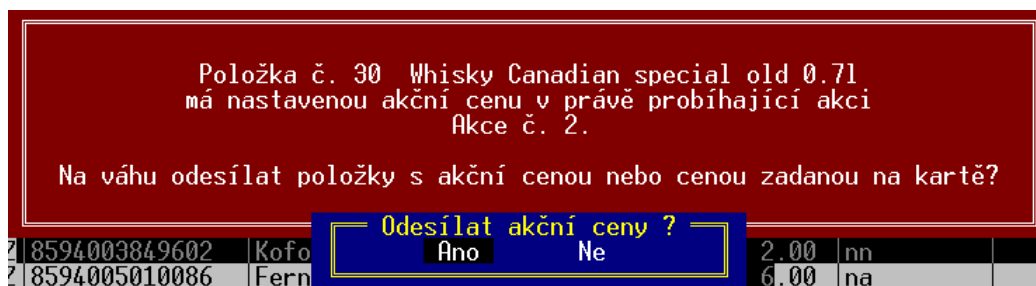 Položka č. 30 Whisky Canadian special old 0.7l
má nastavenou akční cenu v právě probíhající akci
Akce č. 2.
Na váhu odesílat položky s akční cenou nebo cenou zadanou na kartě?
Odesílat akční ceny ?
Ano Ne
8594003849602 Kofo 2.00 nn
8594005010086 Fern 6.00 na